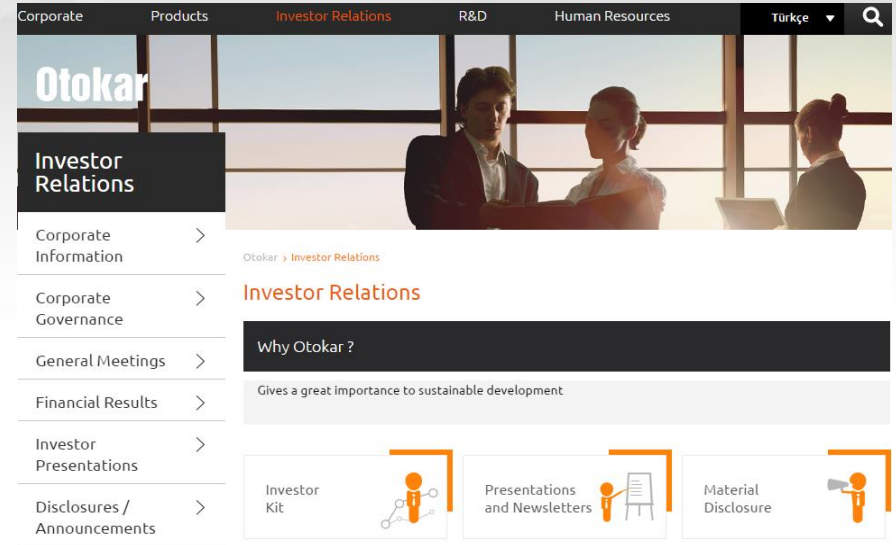 Corporate Products Investor Relations R&D Human Resources Türkçe
Otokar
Investor
Relations
Corporate
Information
Corporate
Governance
General Meetings
Financial Results
Investor
Presentations
Disclosures /
Announcements
Otokar › Investor Relations
Investor Relations
Why Otokar ?
Gives a great importance to sustainable development
Investor
Kit
Presentations
and Newsletters
Material
Disclosure